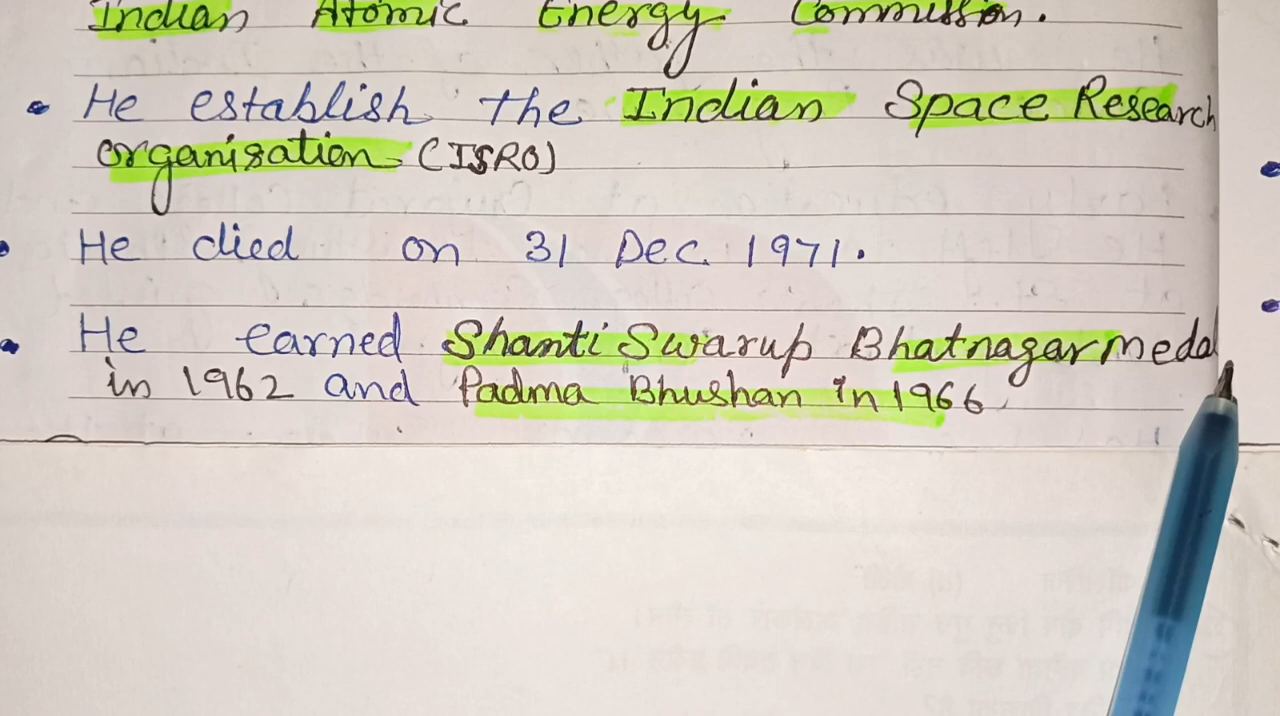 Indian Atomic Energy Commission.
He establish the Indian Space Research
organisation (ISRO)
He died on 31 Dec. 1971.
He earned Shanti Swarup Bhatnagar medal
in 1962 and Padma Bhushan in 1966